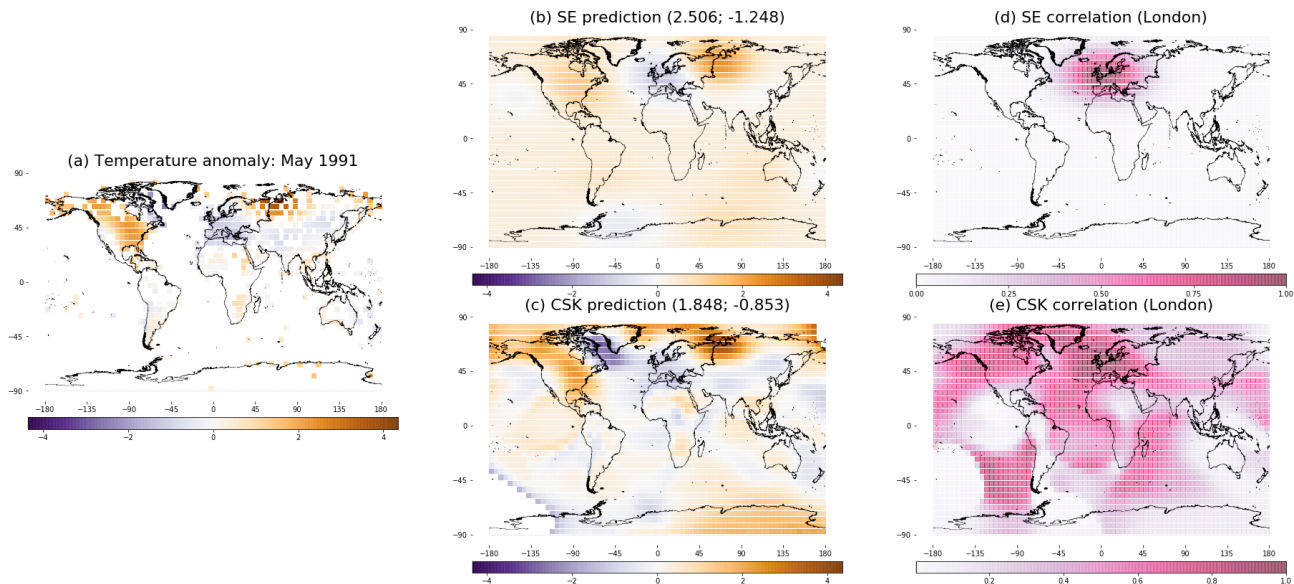 (a) Temperature anomaly: May 1991
90
45
0
−45
−90
−180 −135 −90 −45 0 45 90 135 180
−4 −2 0 2 4
(b) SE prediction (2.506; -1.248)
90
45
0
−45
−90
−180 −135 −90 −45 0 45 90 135 180
−4 −2 0 2 4
(c) CSK prediction (1.848; -0.853)
90
45
0
−45
−90
−180 −135 −90 −45 0 45 90 135 180
−4 −2 0 2 4
(d) SE correlation (London)
90
45
0
−45
−90
−180 −135 −90 −45 0 45 90 135 180
0.00 0.25 0.50 0.75 1.00
(e) CSK correlation (London)
90
45
0
−45
−90
−180 −135 −90 −45 0 45 90 135 180
0.2 0.4 0.6 0.8 1.0